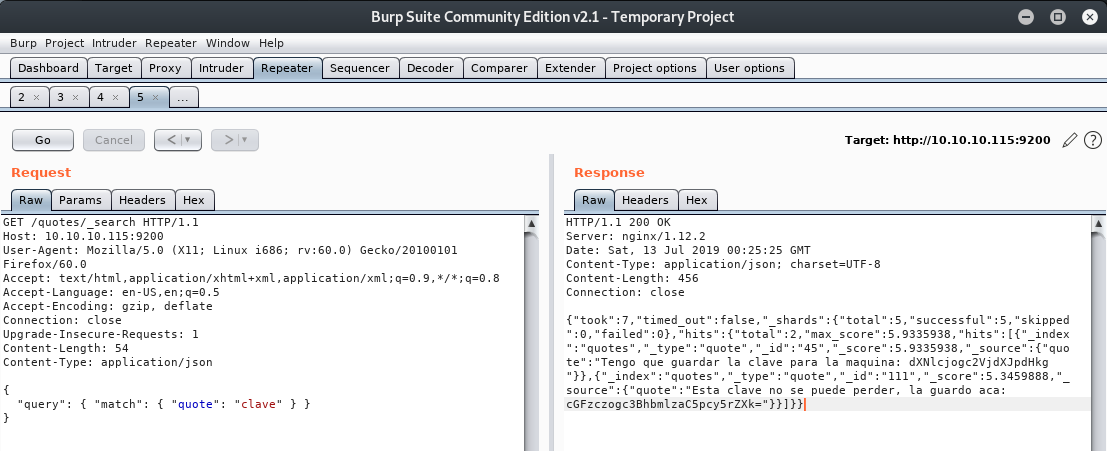 Burp Suite Community Edition v2.1 - Temporary Project
Burp Project Intruder Repeater Window Help
Dashboard Target Proxy Intruder Repeater Sequencer Decoder Comparer Extender Project options User options
2 × 3 × 4 × 5 × ...
Go Cancel < | ▾ > | ▾ Target: http://10.10.10.115:9200
Request
Raw Params Headers Hex
GET /quotes/_search HTTP/1.1
Host: 10.10.10.115:9200
User-Agent: Mozilla/5.0 (X11; Linux i686; rv:60.0) Gecko/20100101
Firefox/60.0
Accept: text/html,application/xhtml+xml,application/xml;q=0.9,*/*;q=0.8
Accept-Language: en-US,en;q=0.5
Accept-Encoding: gzip, deflate
Connection: close
Upgrade-Insecure-Requests: 1
Content-Length: 54
Content-Type: application/json
{
"query": { "match": { "quote": "clave" } }
}
Response
Raw Headers Hex
HTTP/1.1 200 OK
Server: nginx/1.12.2
Date: Sat, 13 Jul 2019 00:25:25 GMT
Content-Type: application/json; charset=UTF-8
Content-Length: 456
Connection: close
{"took":7,"timed_out":false,"_shards":{"total":5,"successful":5,"skipped
":0,"failed":0},"hits":{"total":2,"max_score":5.9335938,"hits":[{"_index
":"quotes","_type":"quote","_id":"45","_score":5.9335938,"_source":{"quo
te":"Tengo que guardar la clave para la maquina: dXNlcjogc2VjdXJpdHkg
"}},{"_index":"quotes","_type":"quote","_id":"111","_score":5.3459888,"_
source":{"quote":"Esta clave no se puede perder, la guardo aca:
cGFzczogc3BhbmlzaC5pcy5rZXk="}}]}}